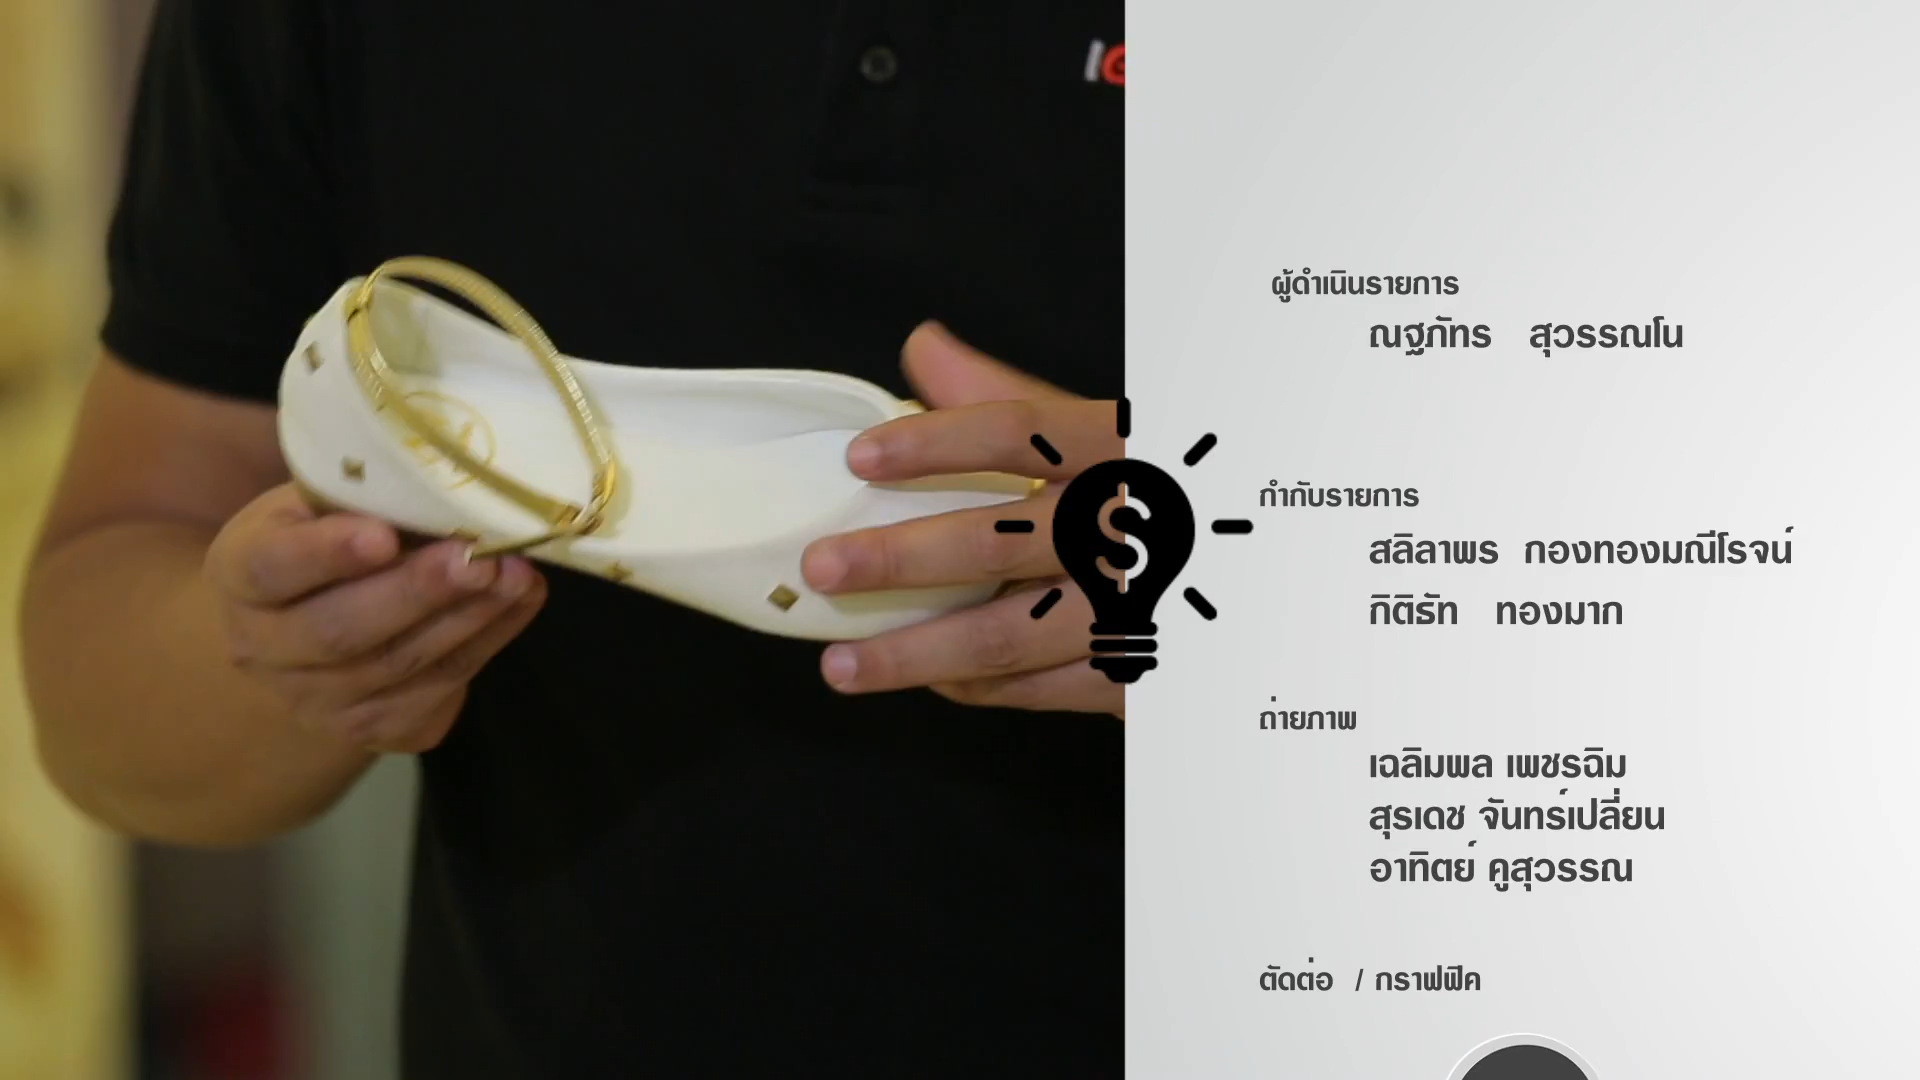 ผู้ดำเนินรายการ
ณฐภัทร สุวรรณโน
กำกับรายการ
สลิลาพร กองทองมณีโรจน์
กิติธัท ทองมาก
ถ่ายภาพ
เฉลิมพล เพชรฉิม
สุรเดช จันทร์เปลี่ยน
อาทิตย์ คูสุวรรณ
ตัดต่อ / กราฟฟิค
$